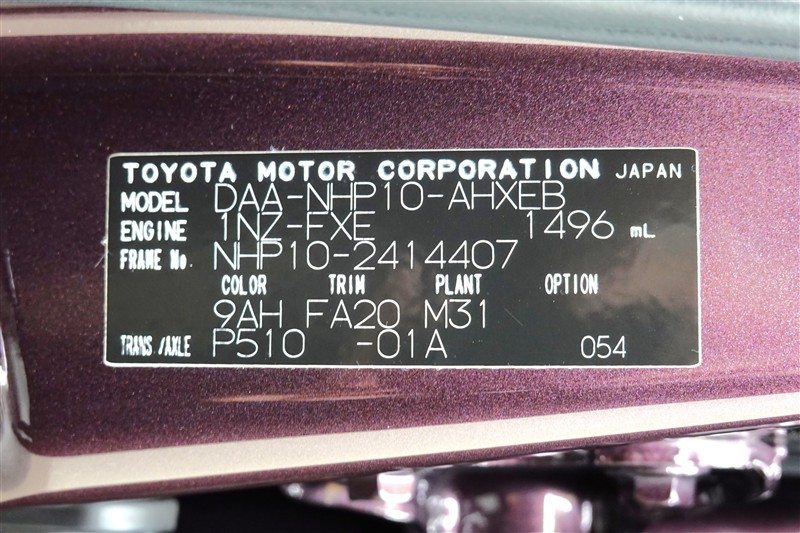 TOYOTA MOTOR CORPORATION JAPAN
MODEL DAA-NHP10-AHXEB
ENGINE 1NZ-FXE 1496 mL
FRAME No. NHP10-2414407
COLOR TRIM PLANT OPTION
9AH FA20 M31
TRANS./AXLE P510 -01A 054